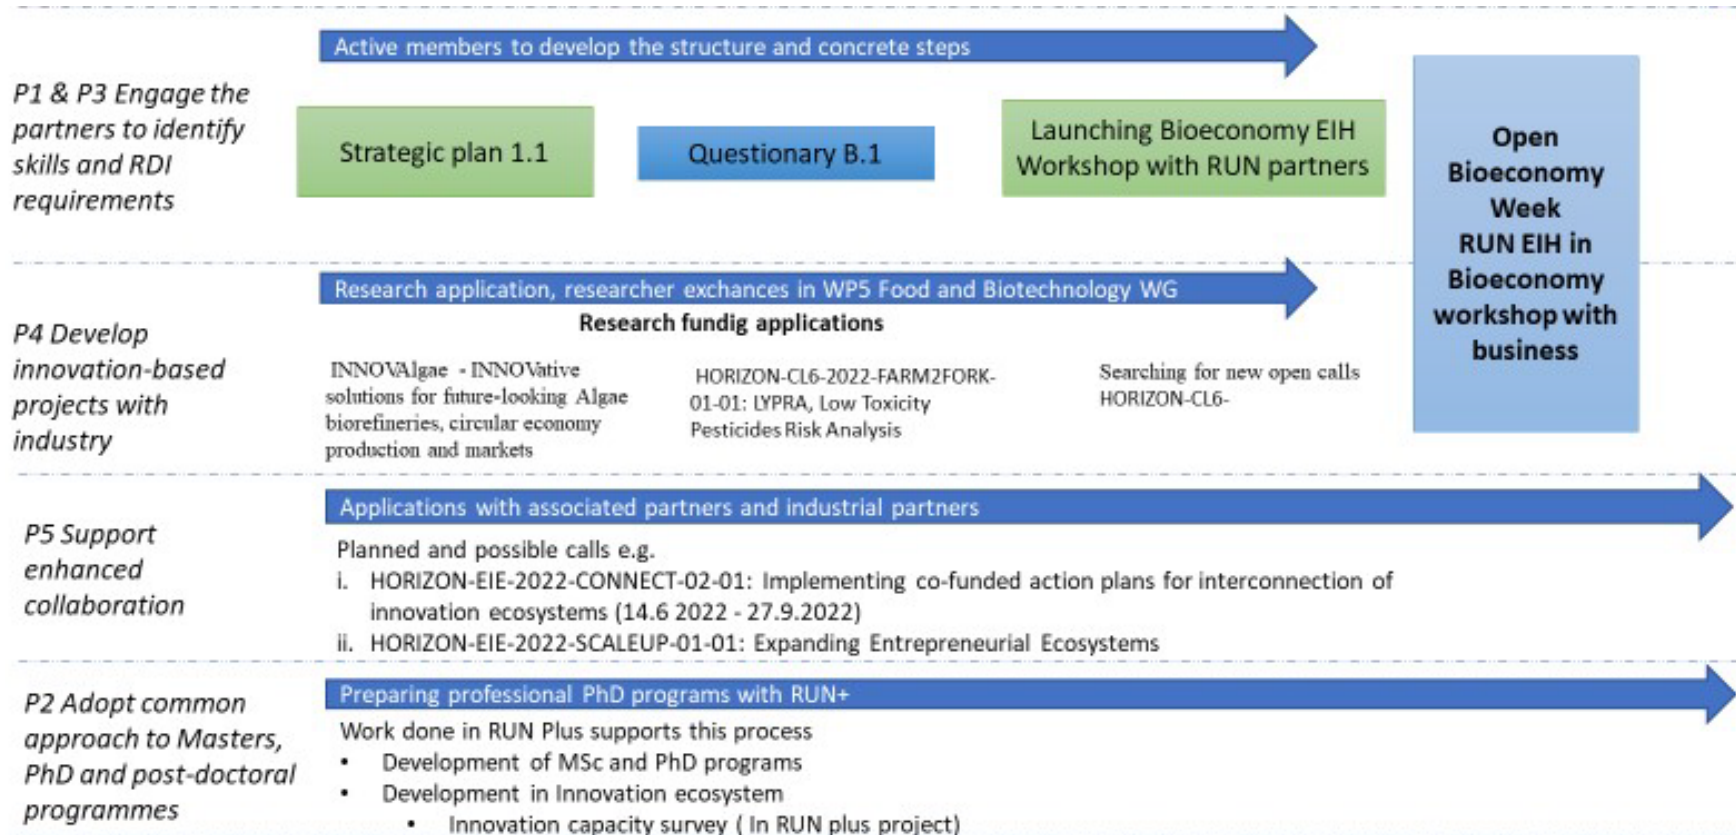 Active members to develop the structure and concrete steps
P1 & P3 Engage the
partners to identify
skills and RDI
requirements
Strategic plan 1.1
Questionary B.1
Launching Bioeconomy EIH
Workshop with RUN partners
Open
Bioeconomy
Week
RUN EIH in
Bioeconomy
workshop with
business
Research application, researcher exchances in WP5 Food and Biotechnology WG
Research fundig applications
P4 Develop
innovation-based
projects with
industry
INNOVAlgae - INNOVative
solutions for future-looking Algae
biorefineries, circular economy
production and markets
HORIZON-CL6-2022-FARM2FORK-
01-01: LYPRA, Low Toxicity
Pesticides Risk Analysis
Searching for new open calls
HORIZON-CL6-
Applications with associated partners and industrial partners
P5 Support
enhanced
collaboration
Planned and possible calls e.g.
i. HORIZON-EIE-2022-CONNECT-02-01: Implementing co-funded action plans for interconnection of
innovation ecosystems (14.6 2022 - 27.9.2022)
ii. HORIZON-EIE-2022-SCALEUP-01-01: Expanding Entrepreneurial Ecosystems
Preparing professional PhD programs with RUN+
P2 Adopt common
approach to Masters,
PhD and post-doctoral
programmes
Work done in RUN Plus supports this process
• Development of MSc and PhD programs
• Development in Innovation ecosystem
• Innovation capacity survey ( In RUN plus project)